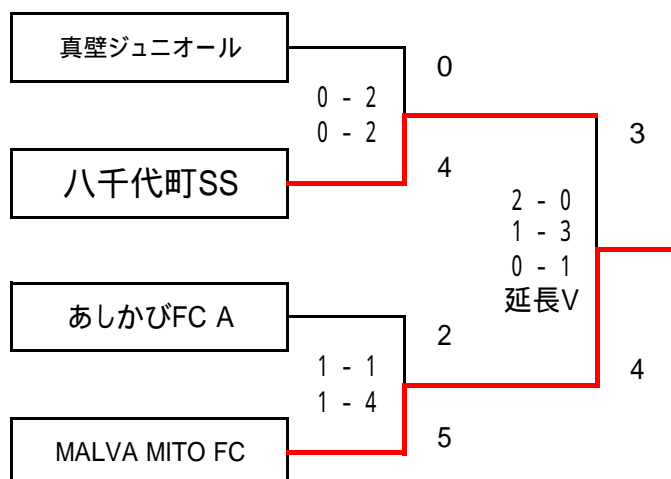 真壁ジュニオール
0
0 - 2
0 - 2
3
八千代町SS
4
2 - 0
1 - 3
0 - 1
延長V
あしかびFC A
2
1 - 1
1 - 4
4
MALVA MITO FC
5